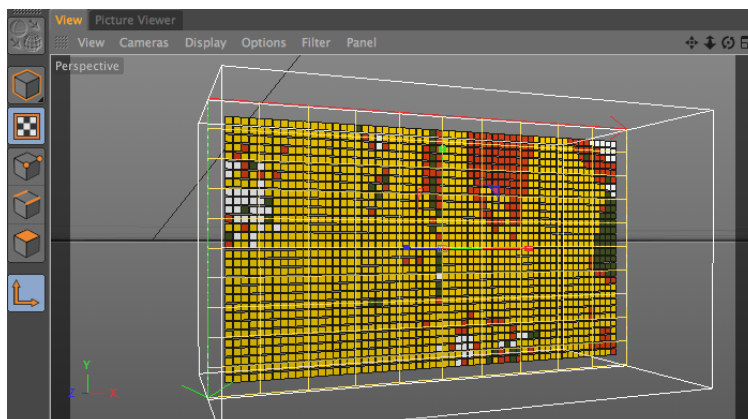 View Picture Viewer
View Cameras Display Options Filter Panel
Perspective
Y
Z X